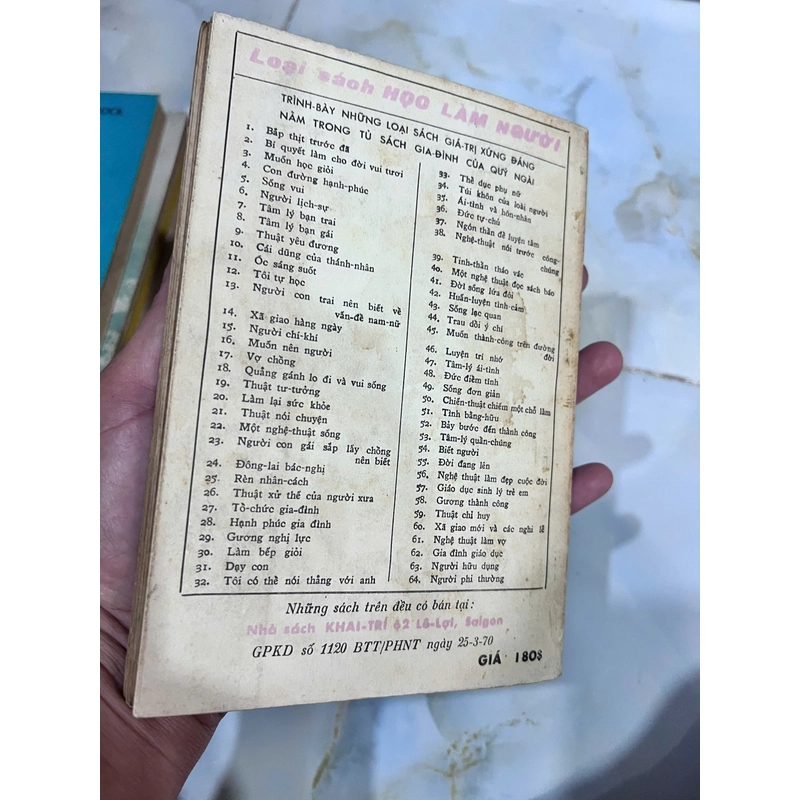 Loại sách HỌC LÀM NGƯỜI
TRÌNH-BÀY NHỮNG LOẠI SÁCH GIÁ-TRỊ XỨNG ĐÁNG
NẰM TRONG TỦ SÁCH GIA-ĐÌNH CỦA QUÝ NGÀI
1. Bắp thịt trước đã
2. Bí quyết làm cho đời vui tươi
3. Muốn học giỏi
4. Con đường hạnh-phúc
5. Sống vui
6. Người lịch-sự
7. Tâm lý bạn trai
8. Tâm lý bạn gái
9. Thuật yêu đương
10. Cái dũng của thánh-nhân
11. Óc sáng suốt
12. Tôi tự học
13. Người con trai nên biết về
vấn-đề nam-nữ
14. Xã giao hàng ngày
15. Người chí-khí
16. Muốn nên người
17. Vợ chồng
18. Quẳng gánh lo đi và vui sống
19. Thuật tư-tưởng
20. Làm lại sức khỏe
21. Thuật nói chuyện
22. Một nghệ-thuật sống
23. Người con gái sắp lấy chồng
nên biết
24. Đông-lai bác-nghị
25. Rèn nhân-cách
26. Thuật xử thế của người xưa
27. Tổ-chức gia-đình
28. Hạnh phúc gia đình
29. Gương nghị lực
30. Làm bếp giỏi
31. Dạy con
32. Tôi có thể nói thẳng với anh
33. Thể dục phụ nữ
34. Túi khôn của loài người
35. Ái-tình và hôn-nhân
36. Đức tự-chủ
37. Ngón thần để luyện tâm
38. Nghệ-thuật nói trước công-
chúng
39. Tinh-thần tháo vác
40. Một nghệ thuật đọc sách báo
41. Đời sống lứa đôi
42. Huấn-luyện tình-cảm
43. Sống lạc quan
44. Trau dồi ý chí
45. Muốn thành-công trên đường
đời
46. Luyện trí nhớ
47. Tâm-lý ái-tình
48. Đức điềm tĩnh
49. Sống đơn giản
50. Chiến-thuật chiếm một chỗ làm
51. Tình bằng-hữu
52. Bảy bước đến thành công
53. Tâm-lý quần-chúng
54. Biết người
55. Đời đang lên
56. Nghệ thuật làm đẹp cuộc đời
57. Giáo dục sinh lý trẻ em
58. Gương thành công
59. Thuật chỉ huy
60. Xã giao mới và các nghi lễ
61. Nghệ thuật làm vợ
62. Gia đình giáo dục
63. Người hữu dụng
64. Người phi thường
Những sách trên đều có bán tại:
Nhà sách KHAI-TRÍ 62 Lê-Lợi, Saigon
GPKD số 1120 BTT/PHNT ngày 25-3-70
GIÁ 180$